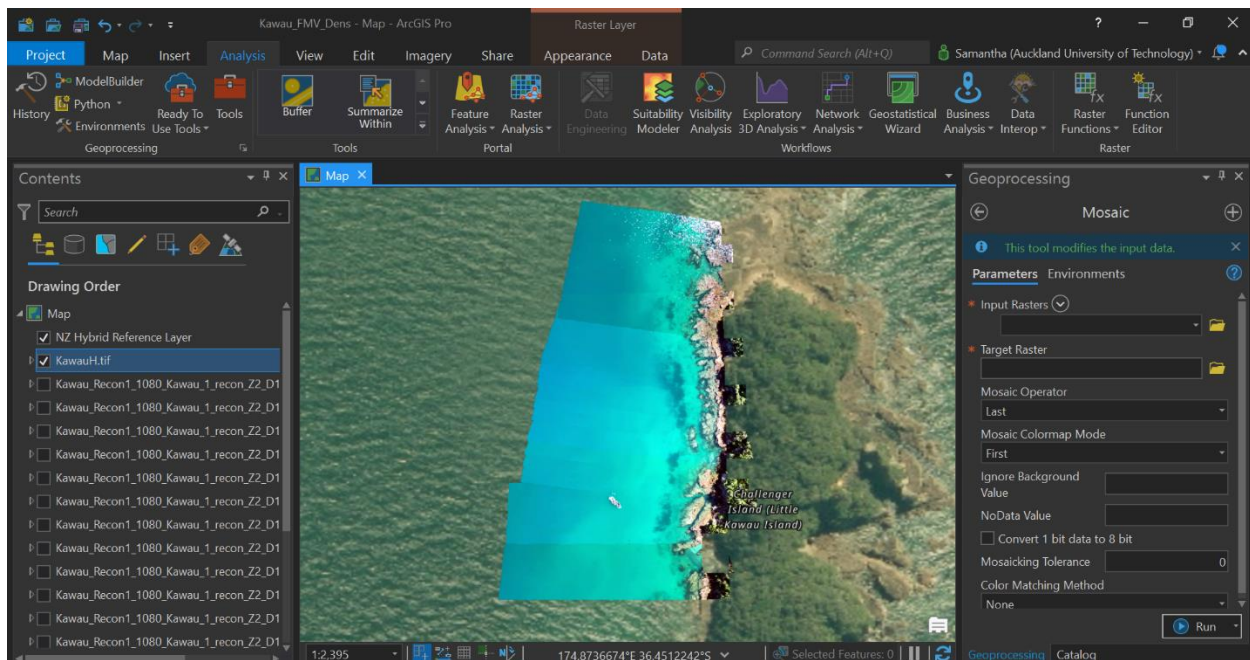 Kawau_FMV_Dens - Map - ArcGIS Pro
Raster Layer
?
Project Map Insert Analysis View Edit Imagery Share Appearance Data
Command Search (Alt+Q)
Samantha (Auckland University of Technology)
History
ModelBuilder
Python
Environments
Ready To Use Tools
Tools
Geoprocessing
Buffer
Summarize Within
Tools
Feature Analysis
Raster Analysis
Portal
Data Engineering
Suitability Modeler
Visibility Analysis
Exploratory 3D Analysis
Network Analysis
Geostatistical Wizard
Business Analysis
Data Interop
Workflows
Raster Functions
Function Editor
Raster
Contents
Search
Drawing Order
Map
NZ Hybrid Reference Layer
KawauH.tif
Kawau_Recon1_1080_Kawau_1_recon_Z2_D1
Kawau_Recon1_1080_Kawau_1_recon_Z2_D1
Kawau_Recon1_1080_Kawau_1_recon_Z2_D1
Kawau_Recon1_1080_Kawau_1_recon_Z2_D1
Kawau_Recon1_1080_Kawau_1_recon_Z2_D1
Kawau_Recon1_1080_Kawau_1_recon_Z2_D1
Kawau_Recon1_1080_Kawau_1_recon_Z2_D1
Kawau_Recon1_1080_Kawau_1_recon_Z2_D1
Kawau_Recon1_1080_Kawau_1_recon_Z2_D1
Kawau_Recon1_1080_Kawau_1_recon_Z2_D1
Kawau_Recon1_1080_Kawau_1_recon_Z2_D1
Kawau_Recon1_1080_Kawau_1_recon_Z2_D1
Map
Challenger
Island (Little
Kawau Island)
1:2,395
174.8736674°E 36.4512242°S
Selected Features: 0
Geoprocessing
Mosaic
This tool modifies the input data.
Parameters Environments
* Input Rasters
* Target Raster
Mosaic Operator
Last
Mosaic Colormap Mode
First
Ignore Background
Value
NoData Value
Convert 1 bit data to 8 bit
Mosaicking Tolerance 0
Color Matching Method
None
Run
Geoprocessing Catalog